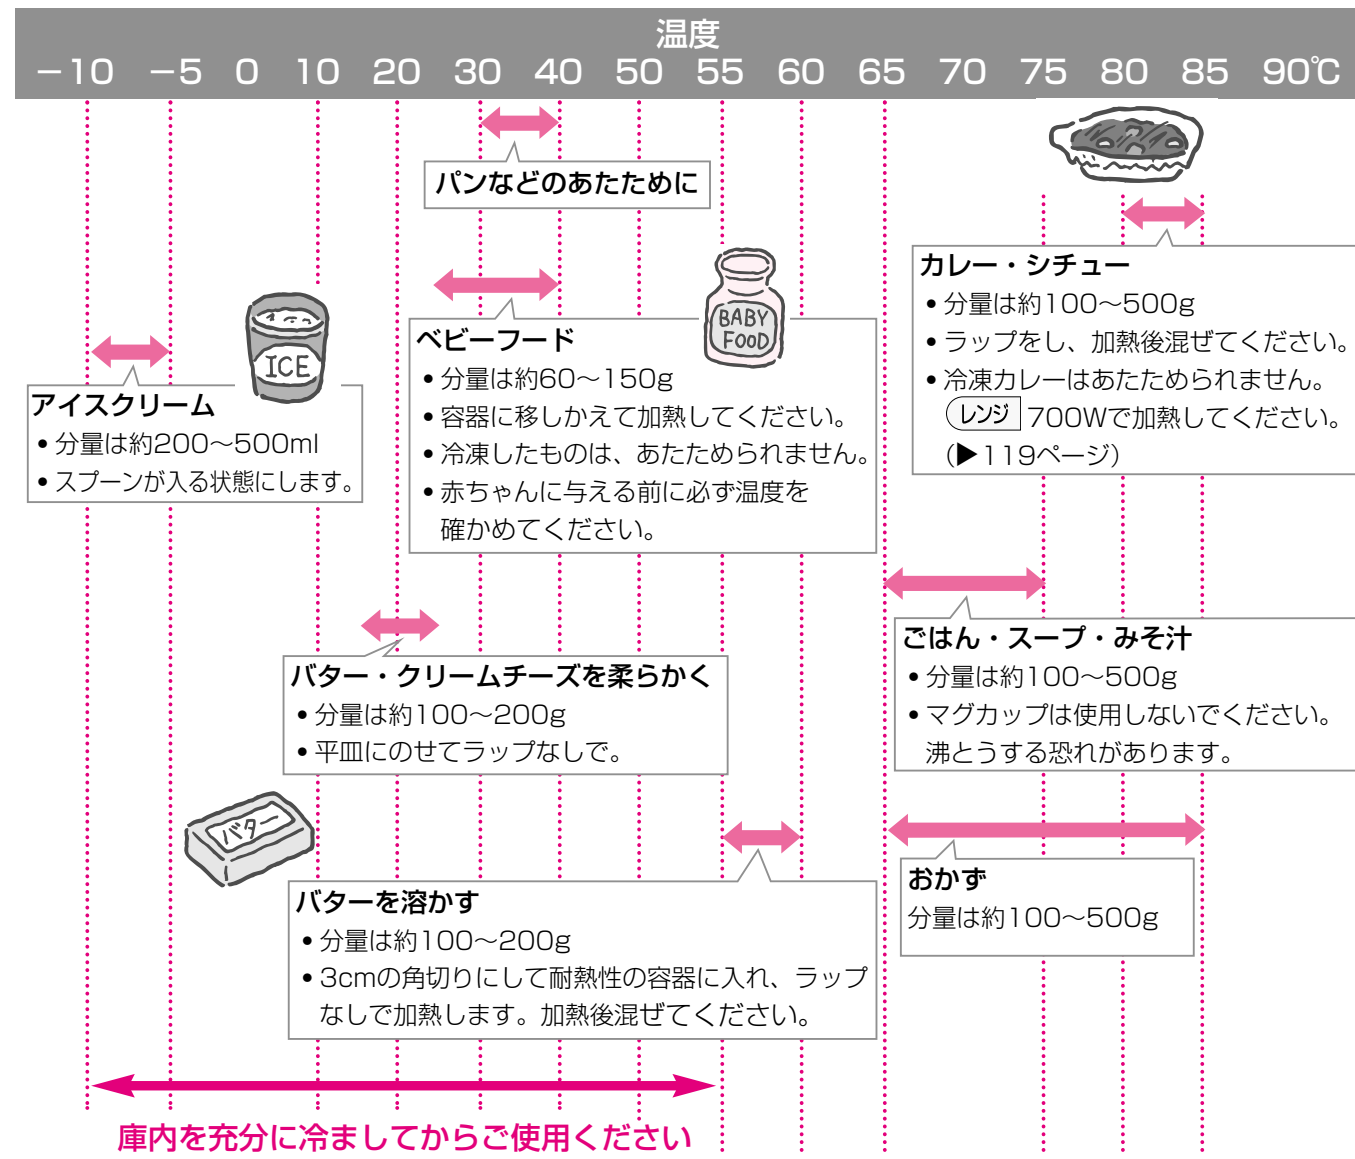 温度
－10 －5 0 10 20 30 40 50 55 60 65 70 75 80 85 90℃
パンなどのあたために
カレー・シチュー
•分量は約100～500g
•ラップをし、加熱後混ぜてください。
•冷凍カレーはあたためられません。
レンジ 700Wで加熱してください。
（▶119ページ）
BABY
FOOD
ベビーフード
•分量は約60～150g
•容器に移しかえて加熱してください。
•冷凍したものは、あたためられません。
•赤ちゃんに与える前に必ず温度を
確かめてください。
ICE
アイスクリーム
•分量は約200～500ml
•スプーンが入る状態にします。
バター・クリームチーズを柔らかく
•分量は約100～200g
•平皿にのせてラップなしで。
ごはん・スープ・みそ汁
•分量は約100～500g
•マグカップは使用しないでください。
沸とうする恐れがあります。
バター
バターを溶かす
•分量は約100～200g
•3cmの角切りにして耐熱性の容器に入れ、ラップ
なしで加熱します。加熱後混ぜてください。
おかず
分量は約100～500g
庫内を充分に冷ましてからご使用ください